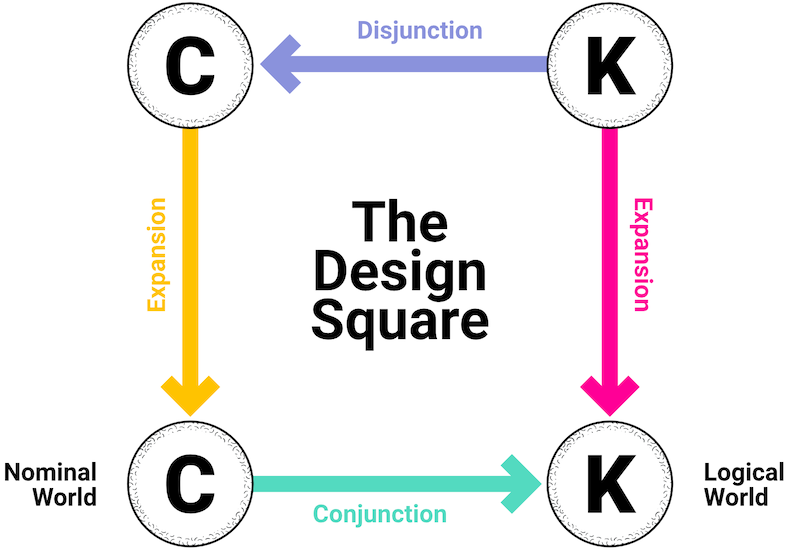 Disjunction
C
K
Expansion
Expansion
The
Design
Square
Nominal
World
C
K
Logical
World
Conjunction